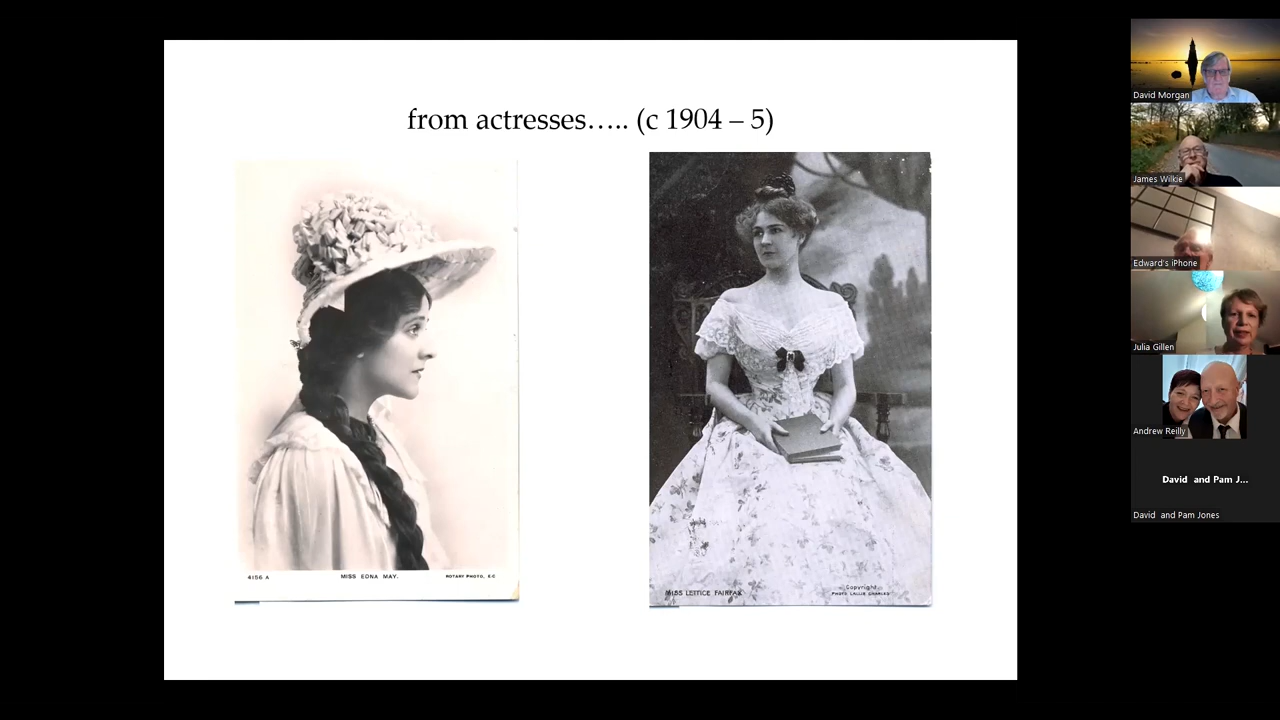 from actresses….. (c 1904 – 5)
4156 A
MISS EDNA MAY.
ROTARY PHOTO, E.C
MISS LETTICE FAIRFAX
Copyright
PHOTO LALLIE CHARLES
David Morgan
James Wilkie
Edward's iPhone
Julia Gillen
Andrew Reilly
David and Pam J...
David and Pam Jones